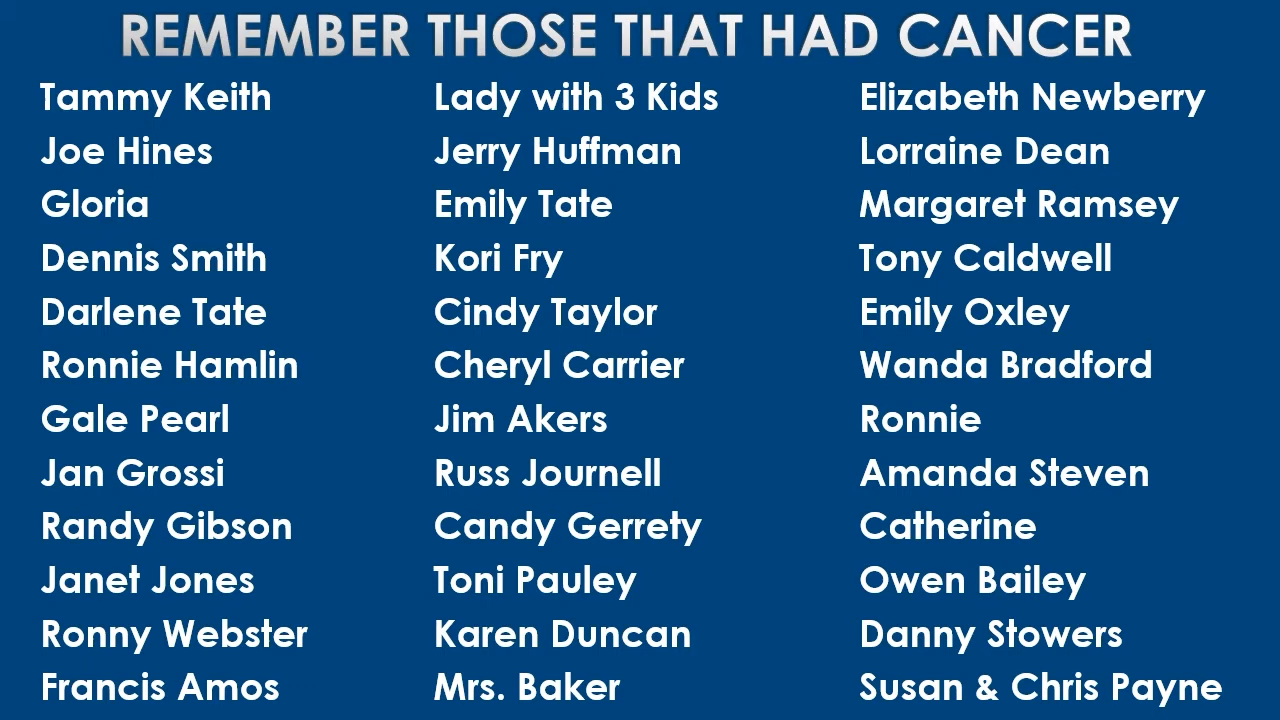 REMEMBER THOSE THAT HAD CANCER
Tammy Keith
Joe Hines
Gloria
Dennis Smith
Darlene Tate
Ronnie Hamlin
Gale Pearl
Jan Grossi
Randy Gibson
Janet Jones
Ronny Webster
Francis Amos
Lady with 3 Kids
Jerry Huffman
Emily Tate
Kori Fry
Cindy Taylor
Cheryl Carrier
Jim Akers
Russ Journell
Candy Gerrety
Toni Pauley
Karen Duncan
Mrs. Baker
Elizabeth Newberry
Lorraine Dean
Margaret Ramsey
Tony Caldwell
Emily Oxley
Wanda Bradford
Ronnie
Amanda Steven
Catherine
Owen Bailey
Danny Stowers
Susan & Chris Payne